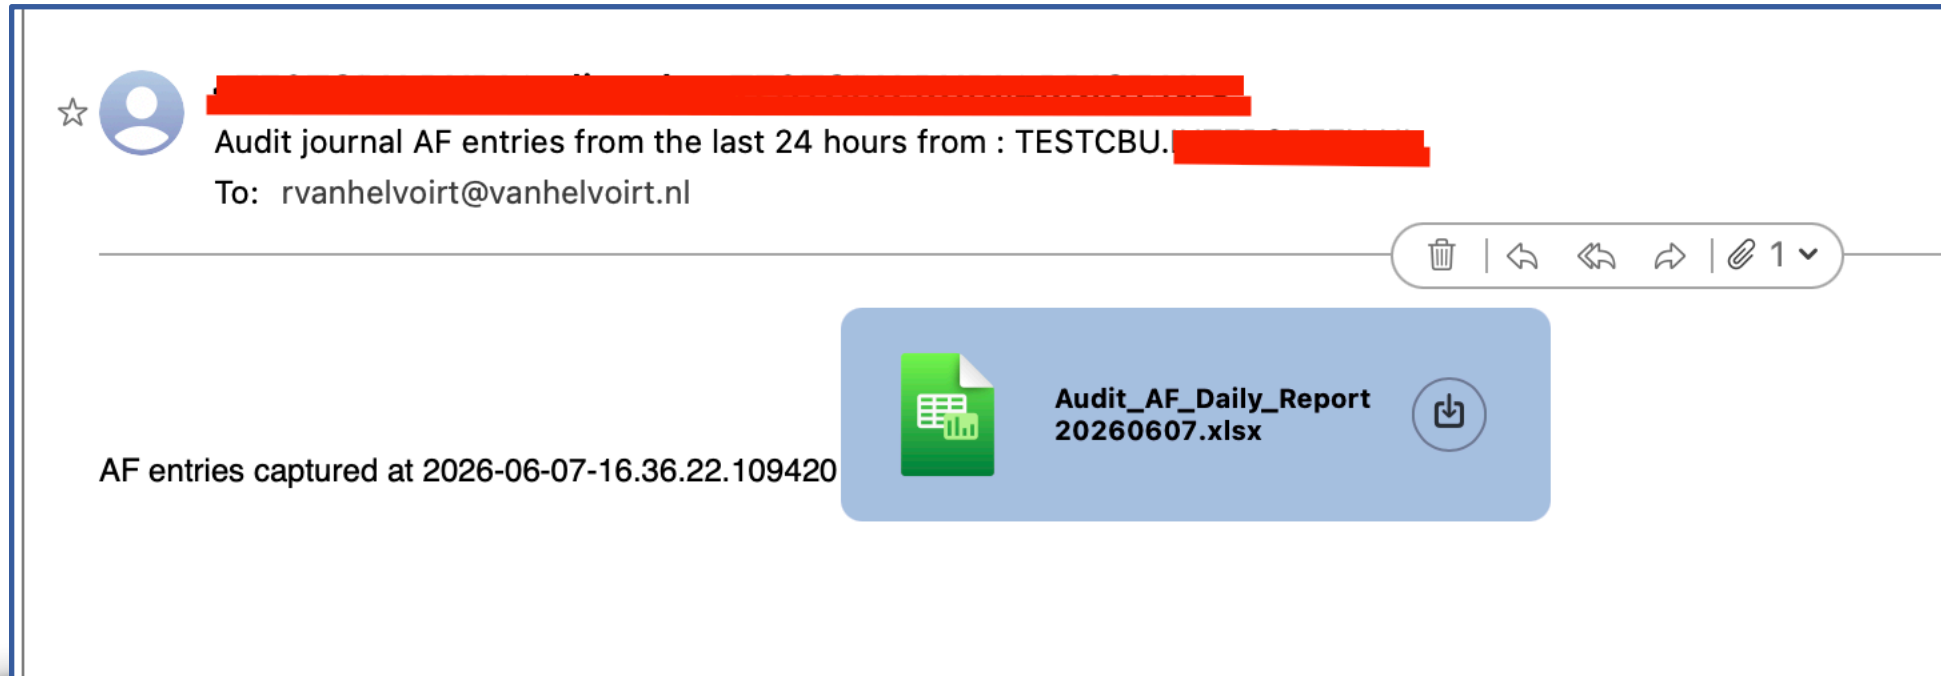 Audit journal AF entries from the last 24 hours from : TESTCBU.
To: rvanhelvoirt@vanhelvoirt.nl
1
Audit_AF_Daily_Report
20260607.xlsx
AF entries captured at 2026-06-07-16.36.22.109420